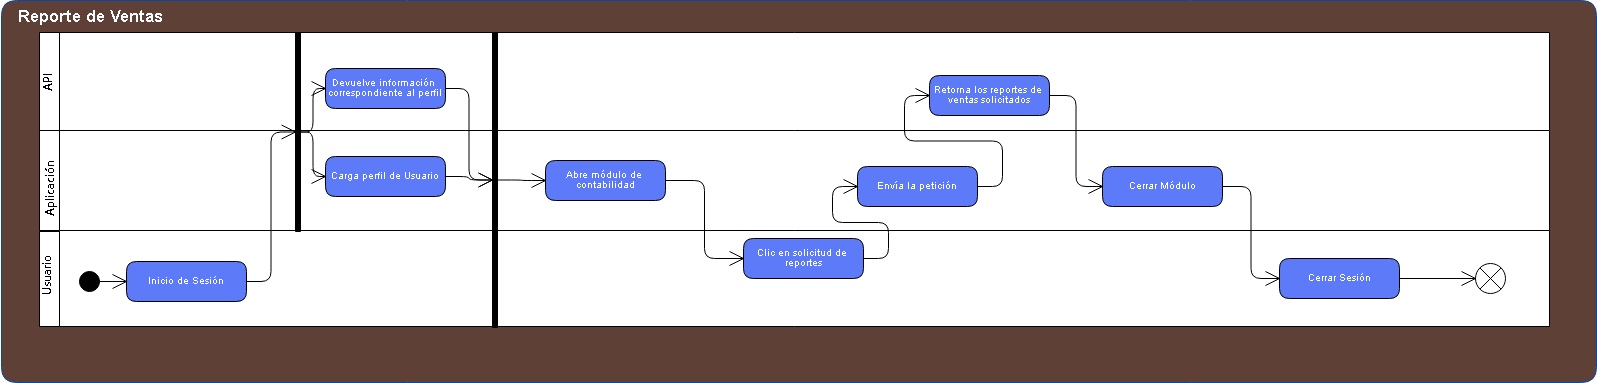 Reporte de Ventas
API
Devuelve información
correspondiente al perfil
Retorna los reportes de
ventas solicitados
Aplicación
Carga perfil de Usuario
Abre módulo de
contabilidad
Envía la petición
Cerrar Módulo
Usuario
Inicio de Sesión
Clic en solicitud de
reportes
Cerrar Sesión